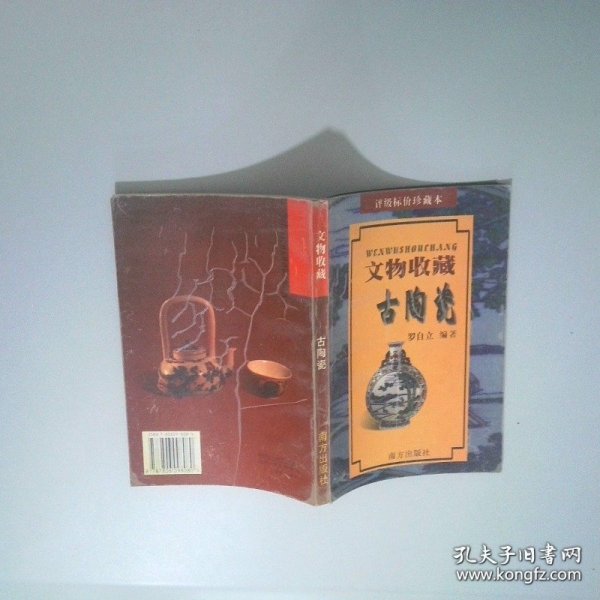 评级标价珍藏本
WENWUSHOUCHANG
文物收藏
古陶瓷
罗自立 编著
南方出版社
文物收藏
古陶瓷
南方出版社
孔夫子旧书网
www.kongfz.com